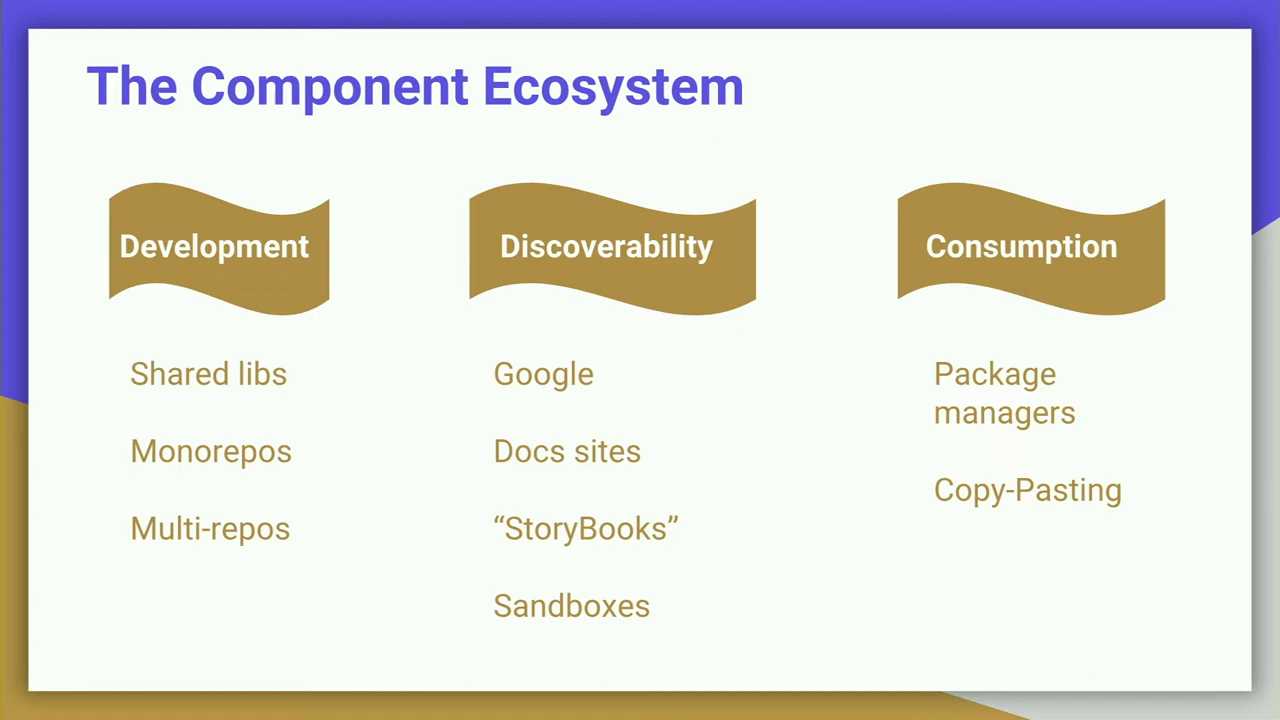 The Component Ecosystem
Development
Shared libs
Monorepos
Multi-repos
Discoverability
Google
Docs sites
“StoryBooks”
Sandboxes
Consumption
Package
managers
Copy-Pasting